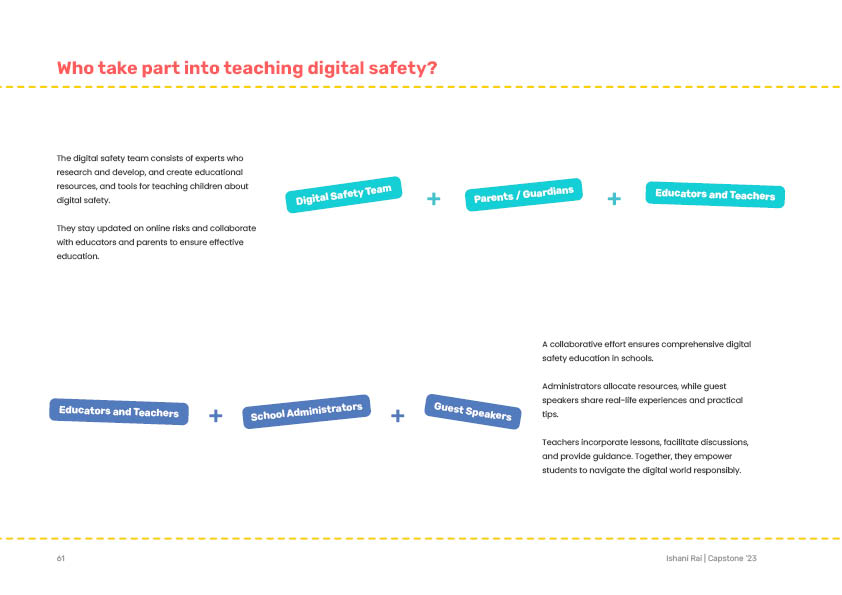 Who take part into teaching digital safety?
The digital safety team consists of experts who
research and develop, and create educational
resources, and tools for teaching children about
digital safety.
They stay updated on online risks and collaborate
with educators and parents to ensure effective
education.
Digital Safety Team
+
Parents / Guardians
+
Educators and Teachers
Educators and Teachers
+
School Administrators
+
Guest Speakers
A collaborative effort ensures comprehensive digital
safety education in schools.
Administrators allocate resources, while guest
speakers share real-life experiences and practical
tips.
Teachers incorporate lessons, facilitate discussions,
and provide guidance. Together, they empower
students to navigate the digital world responsibly.
61
Ishani Rai | Capstone '23